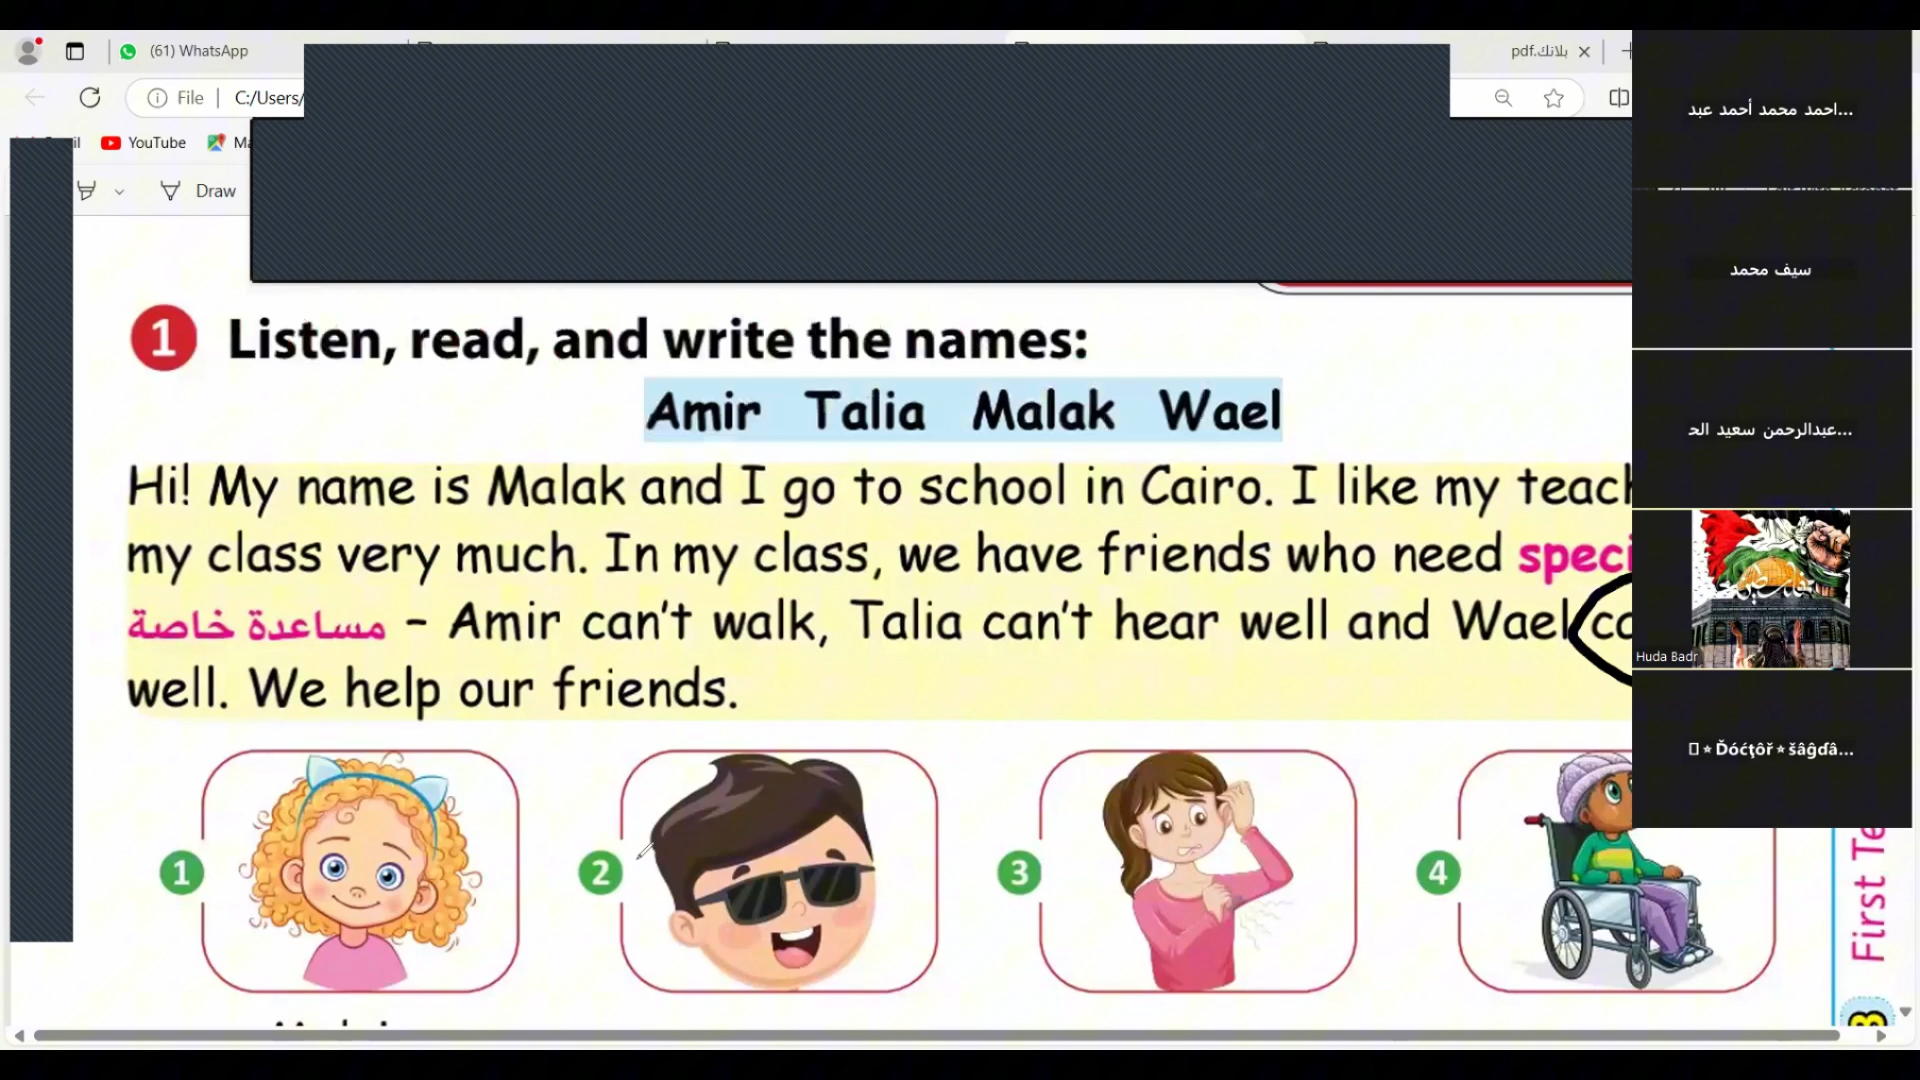 (61) WhatsApp
بلانك.pdf
File
C:/Users/
YouTube
Draw
1 Listen, read, and write the names:
Amir Talia Malak Wael
Hi! My name is Malak and I go to school in Cairo. I like my teach
my class very much. In my class, we have friends who need speci
مساعدة خاصة – Amir can't walk, Talia can't hear well and Wael ca
well. We help our friends.
1
2
3
4
First Te
احمد محمد أحمد عبد...
سيف محمد
عبدالرحمن سعيد الح...
Huda Badr
Ďóćţôř⋆šâĝďâ...